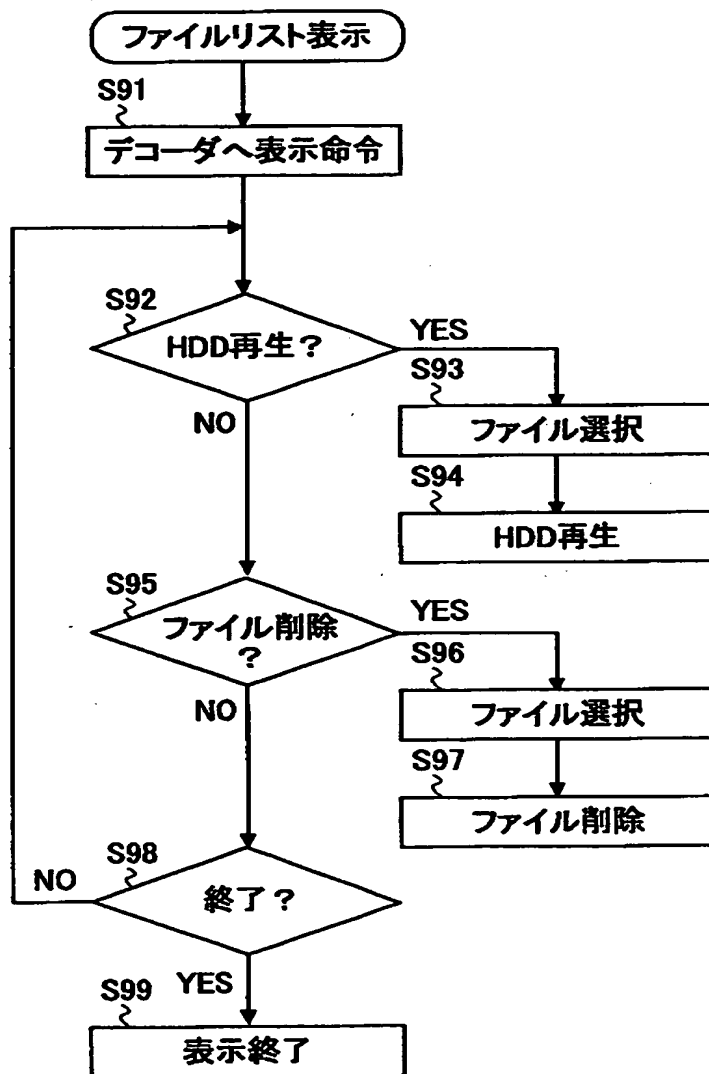 ファイルリスト表示
S91
デコーダへ表示命令
S92
HDD再生？
YES
NO
S93
ファイル選択
S94
HDD再生
S95
ファイル削除
？
YES
NO
S96
ファイル選択
S97
ファイル削除
S98
終了？
NO
YES
S99
表示終了